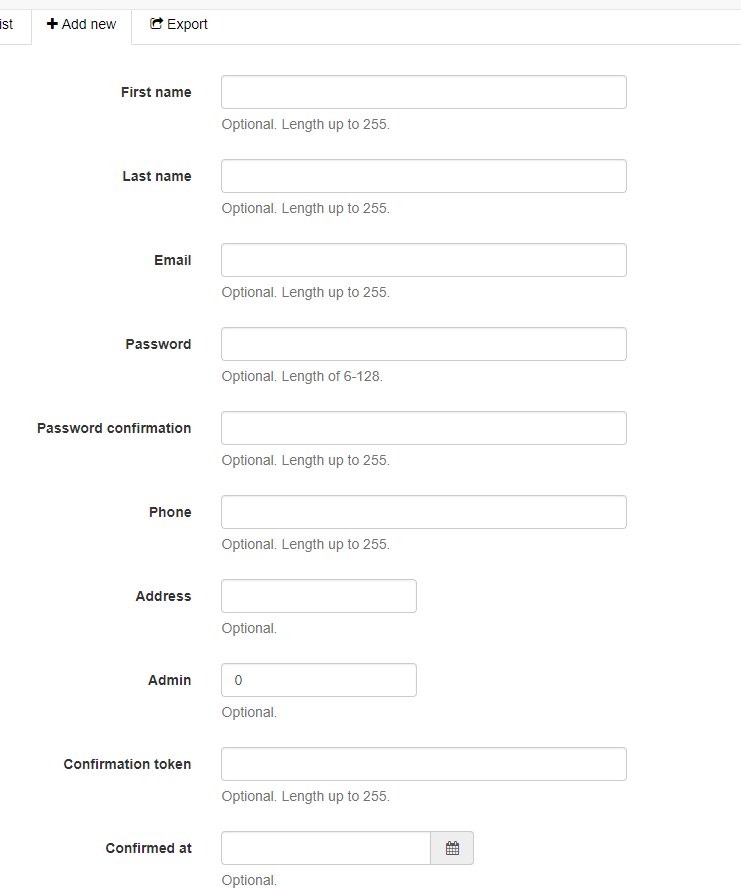 ist Add new Export
First name
Optional. Length up to 255.
Last name
Optional. Length up to 255.
Email
Optional. Length up to 255.
Password
Optional. Length of 6-128.
Password confirmation
Optional. Length up to 255.
Phone
Optional. Length up to 255.
Address
Optional.
Admin 0
Optional.
Confirmation token
Optional. Length up to 255.
Confirmed at
Optional.